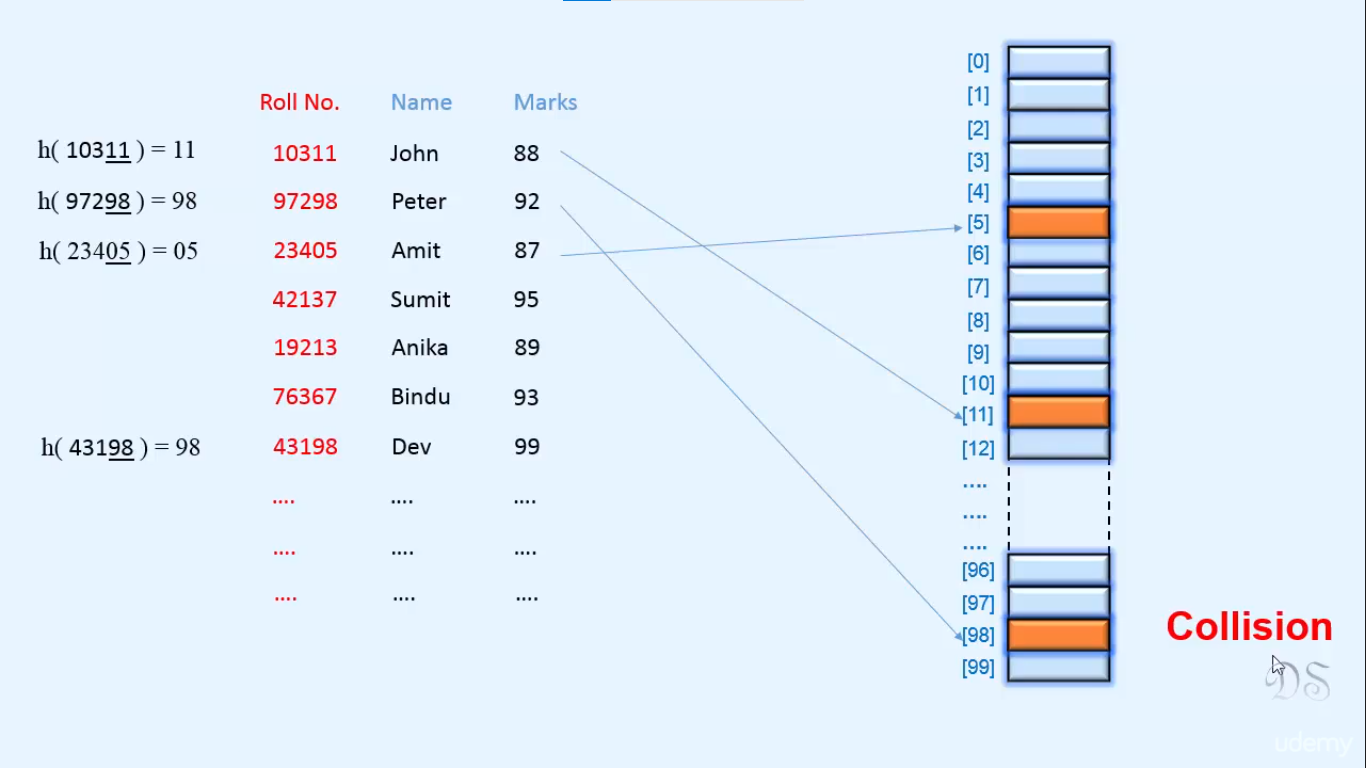 Roll No. Name Marks
h( 10311 ) = 11 10311 John 88
h( 97298 ) = 98 97298 Peter 92
h( 23405 ) = 05 23405 Amit 87
42137 Sumit 95
19213 Anika 89
76367 Bindu 93
h( 43198 ) = 98 43198 Dev 99
.... .... ....
.... .... ....
.... .... ....
[0]
[1]
[2]
[3]
[4]
[5]
[6]
[7]
[8]
[9]
[10]
[11]
[12]
....
....
....
[96]
[97]
[98]
[99]
Collision
DS
udemy